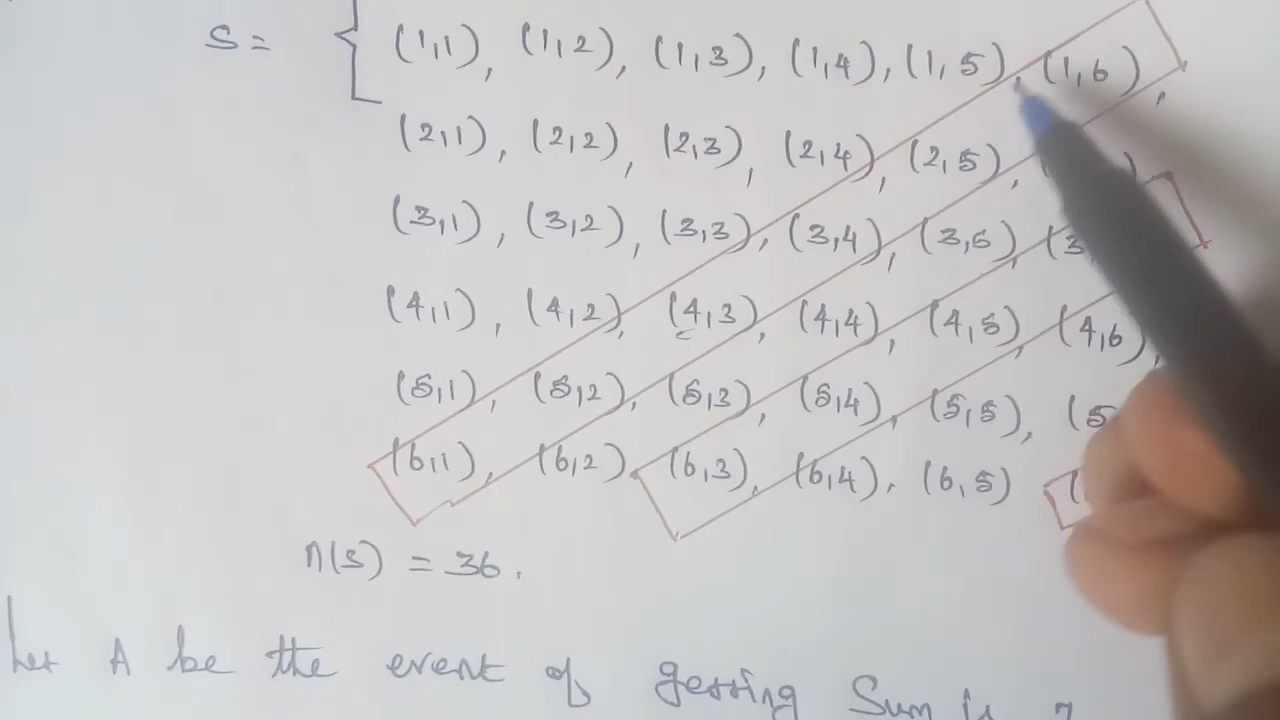 S = { (1,1), (1,2), (1,3), (1,4), (1,5), (1,6),
(2,1), (2,2), (2,3), (2,4), (2,5),
(3,1), (3,2), (3,3), (3,4), (3,5), (3
(4,1), (4,2), (4,3), (4,4), (4,5), (4,6),
(5,1), (5,2), (5,3), (5,4), (5,5), (5
(6,1), (6,2), (6,3), (6,4), (6,5) (
n(s) = 36.
Let A be the event of getting Sum is